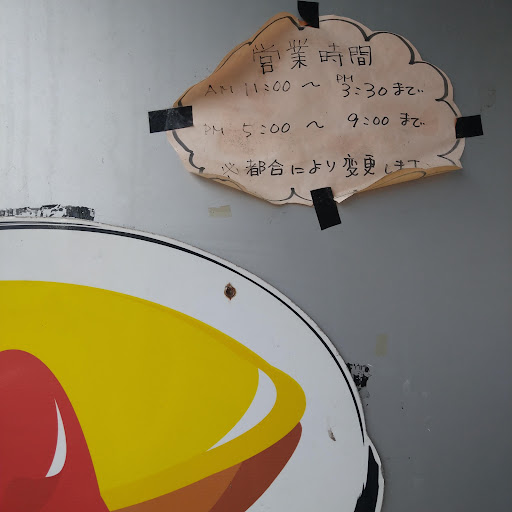 営業時間
AM 11:00 ～ PM 3:30 まで
PM 5:00 ～ 9:00 まで
都合により変更します